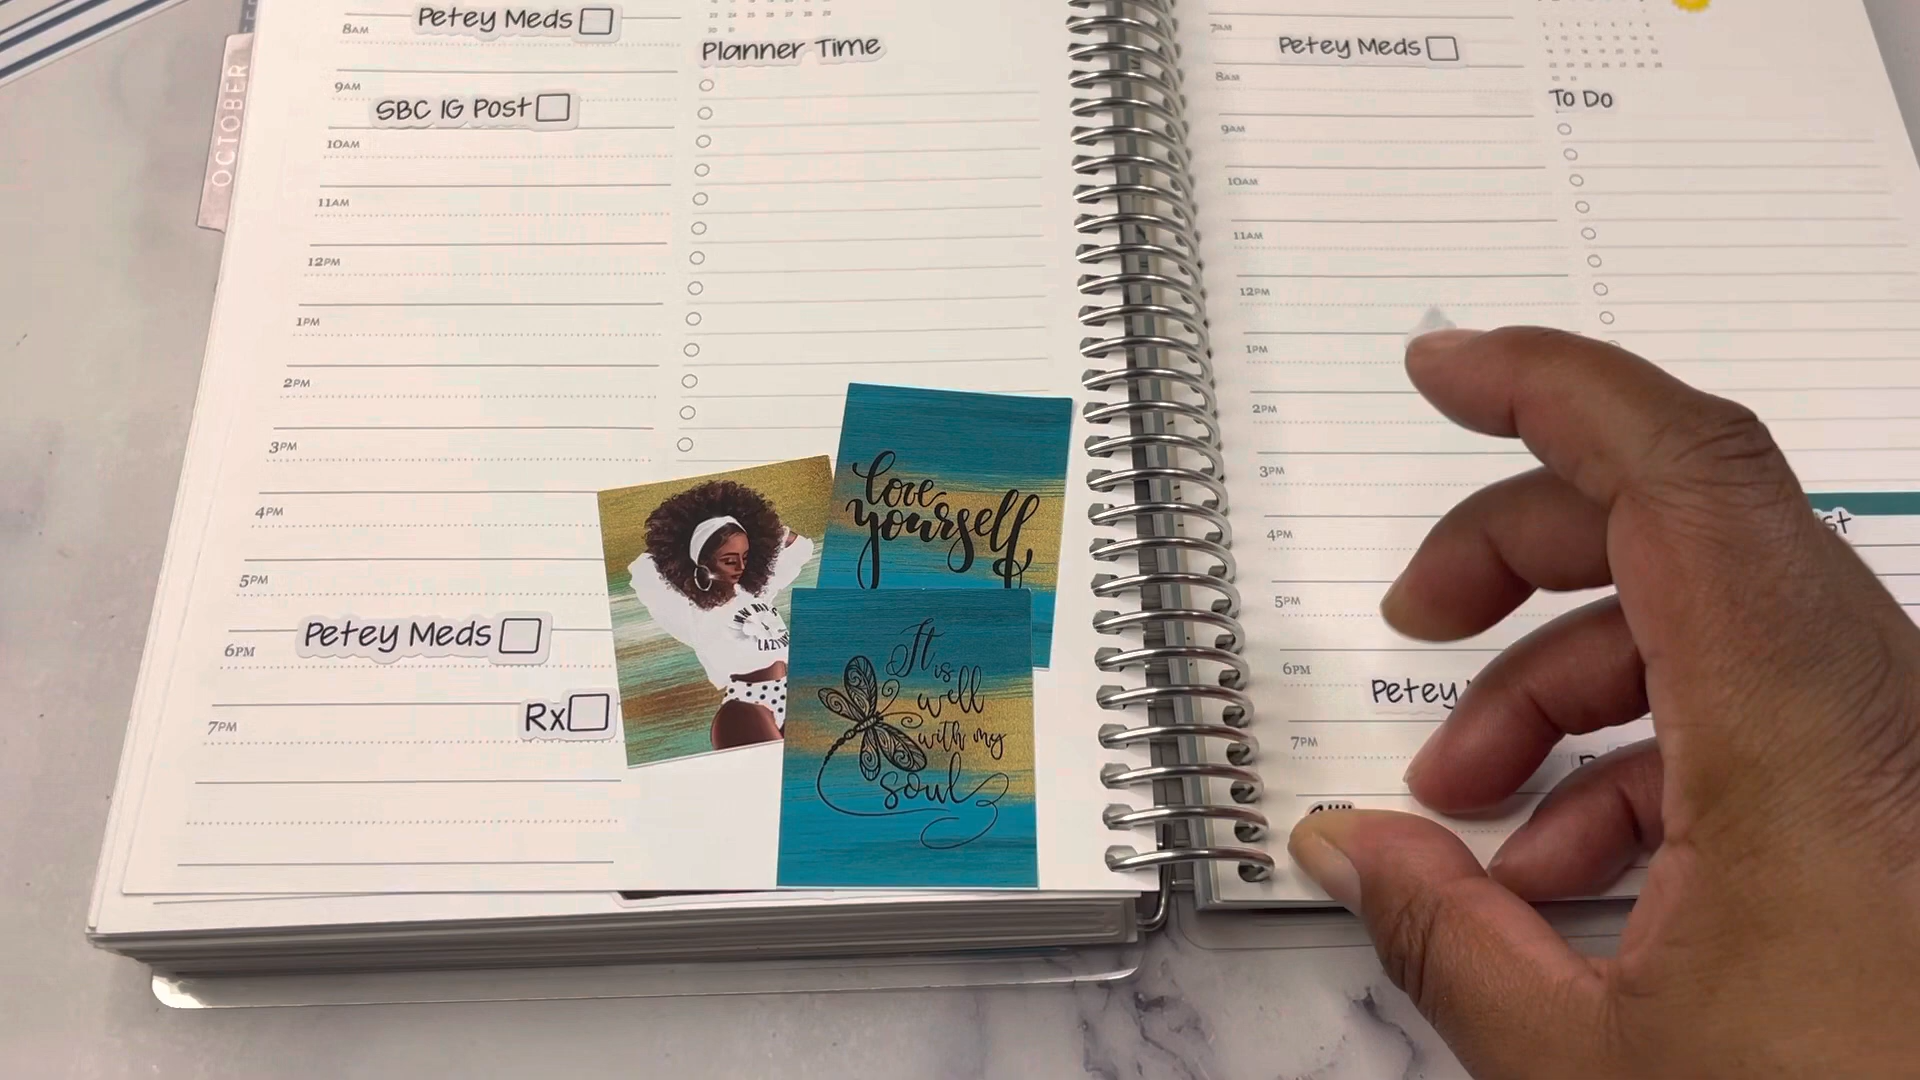 OCTOBER
8AM
Petey Meds
9AM
SBC IG Post
10AM
11AM
12PM
1PM
2PM
3PM
4PM
5PM
Petey Meds
6PM
Rx
7PM
Planner Time
love
yourself
LAZY
It is
well
with my
soul
7AM
Petey Meds
8AM
9AM
10AM
11AM
12PM
1PM
2PM
3PM
4PM
5PM
6PM
Petey
7PM
To Do
st